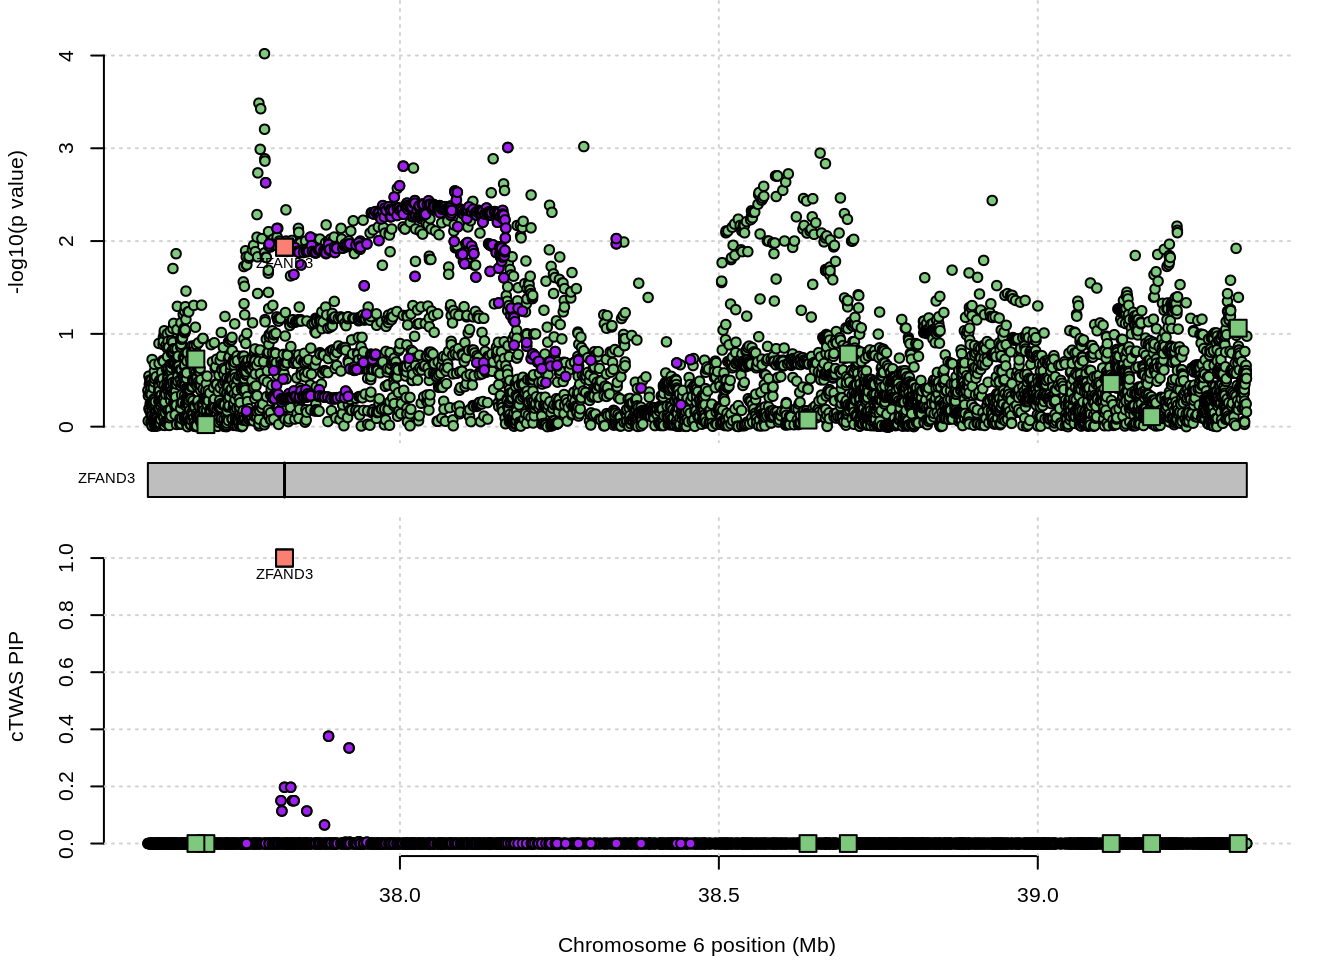 4
3
2
1
0
-log10(p value)
ZFAND3
ZFAND3
1.0
0.8
0.6
0.4
0.2
0.0
cTWAS PIP
ZFAND3
38.0
38.5
39.0
Chromosome 6 position (Mb)